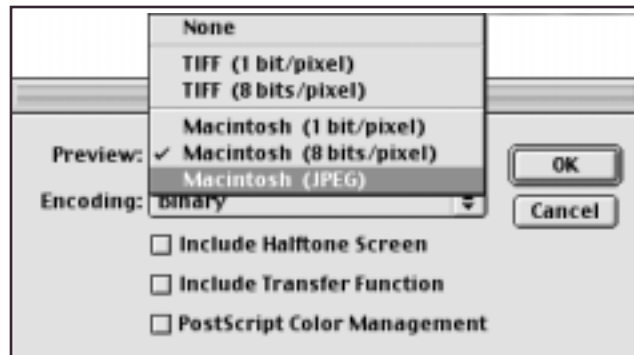 None
TIFF (1 bit/pixel)
TIFF (8 bits/pixel)
Macintosh (1 bit/pixel)
Preview: ✓ Macintosh (8 bits/pixel)
Macintosh (JPEG)
OK
Encoding: Binary
Cancel
Include Halftone Screen
Include Transfer Function
PostScript Color Management